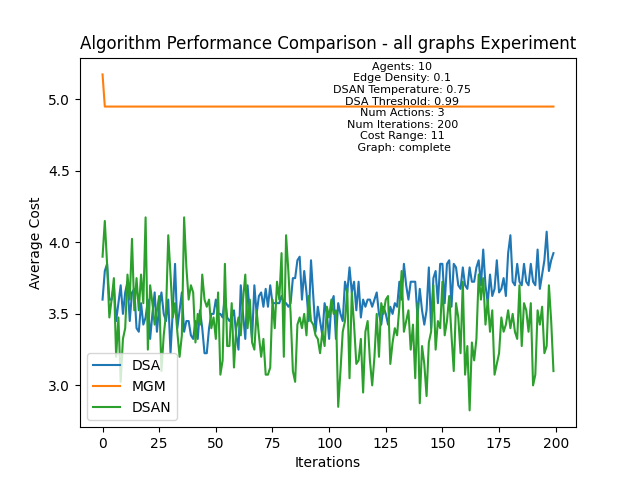 Algorithm Performance Comparison - all graphs Experiment
Agents: 10
Edge Density: 0.1
DSAN Temperature: 0.75
DSA Threshold: 0.99
Num Actions: 3
Num Iterations: 200
Cost Range: 11
Graph: complete
Average Cost
5.0
4.5
4.0
3.5
3.0
DSA
MGM
DSAN
0 25 50 75 100 125 150 175 200
Iterations